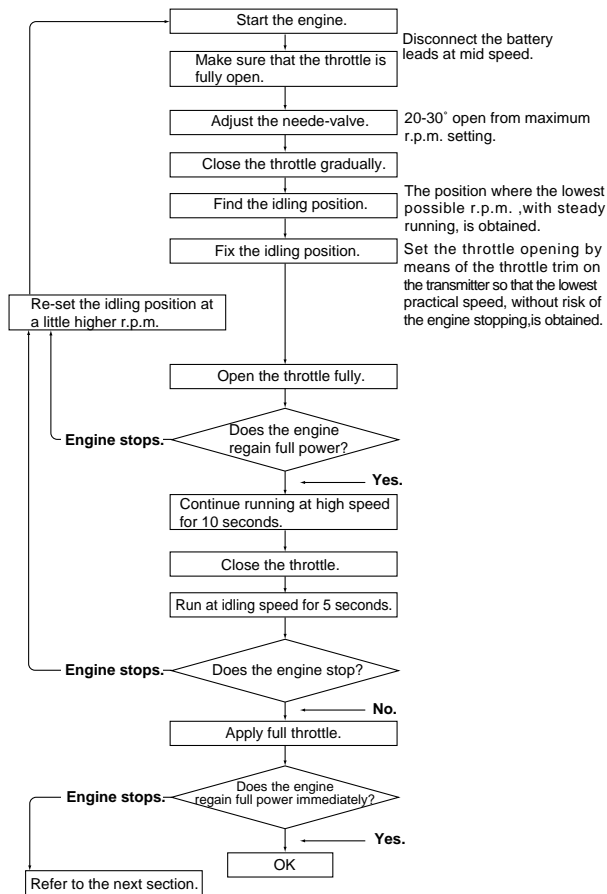 Start the engine.
Disconnect the battery
leads at mid speed.
Make sure that the throttle is
fully open.
Adjust the neede-valve.
20-30˚ open from maximum
r.p.m. setting.
Close the throttle gradually.
Find the idling position.
The position where the lowest
possible r.p.m. ,with steady
running, is obtained.
Fix the idling position.
Set the throttle opening by
means of the throttle trim on
the transmitter so that the lowest
practical speed, without risk of
the engine stopping,is obtained.
Re-set the idling position at
a little higher r.p.m.
Open the throttle fully.
Does the engine
regain full power?
Engine stops.
Yes.
Continue running at high speed
for 10 seconds.
Close the throttle.
Run at idling speed for 5 seconds.
Does the engine stop?
Engine stops.
No.
Apply full throttle.
Does the engine
regain full power immediately?
Engine stops.
Yes.
OK
Refer to the next section.